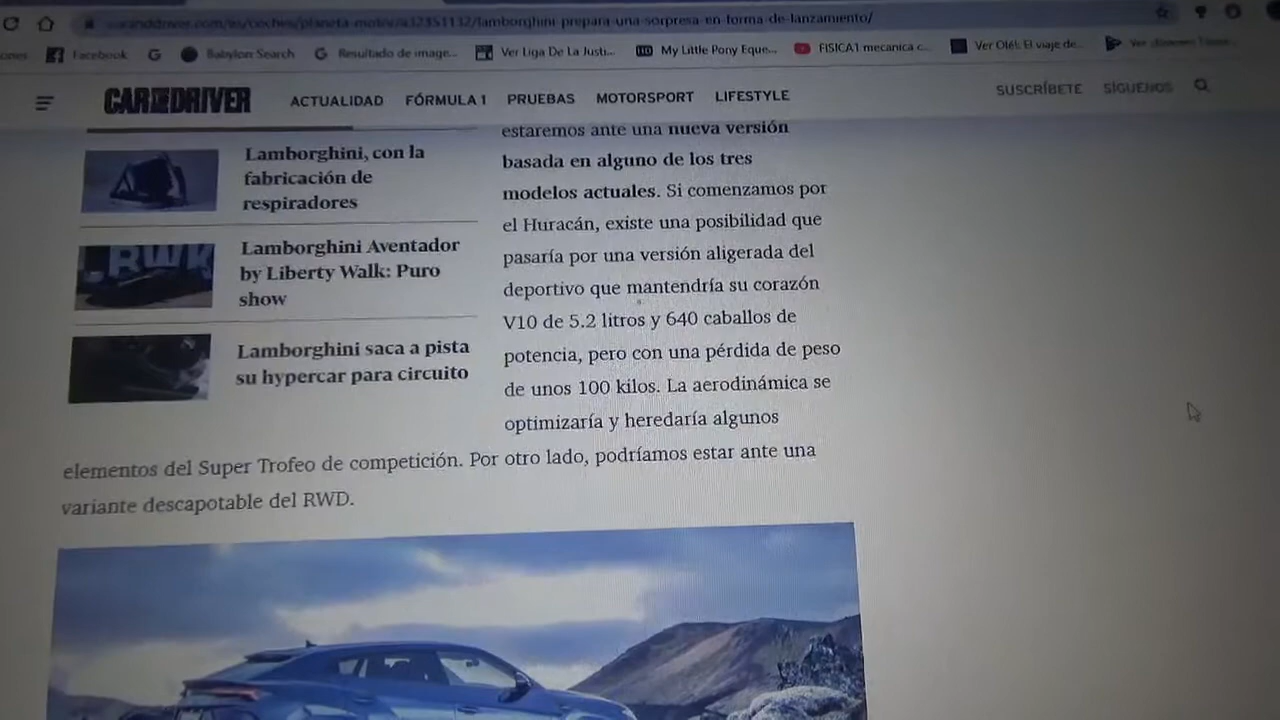 caranddriver.com/es/coches/planeta-motor/a32351132/lamborghini-prepara-una-sorpresa-en-forma-de-lanzamiento/
Facebook
Babylon Search
Resultado de image...
Ver Liga De La Justi...
My Little Pony Eque...
FISICA1 mecanica c...
Ver Olé!: El viaje de...
CAR AND DRIVER
ACTUALIDAD
FÓRMULA 1
PRUEBAS
MOTORSPORT
LIFESTYLE
SUSCRÍBETE
SÍGUENOS
Lamborghini, con la
fabricación de
respiradores
RWK
Lamborghini Aventador
by Liberty Walk: Puro
show
Lamborghini saca a pista
su hypercar para circuito
estaremos ante una nueva versión
basada en alguno de los tres
modelos actuales. Si comenzamos por
el Huracán, existe una posibilidad que
pasaría por una versión aligerada del
deportivo que mantendría su corazón
V10 de 5.2 litros y 640 caballos de
potencia, pero con una pérdida de peso
de unos 100 kilos. La aerodinámica se
optimizaría y heredaría algunos
elementos del Super Trofeo de competición. Por otro lado, podríamos estar ante una
variante descapotable del RWD.